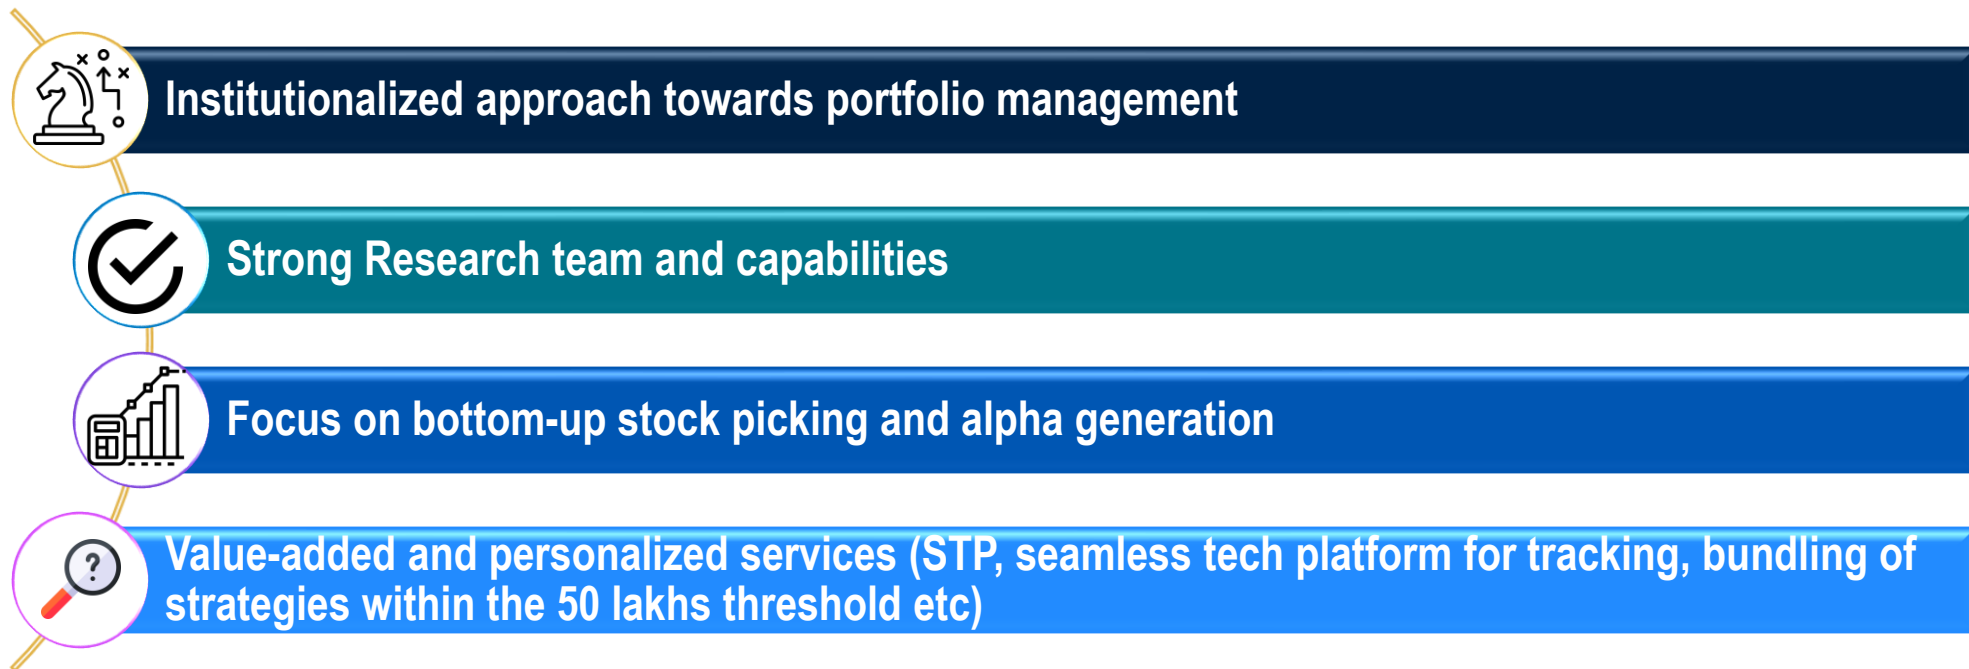 Institutionalized approach towards portfolio management
Strong Research team and capabilities
Focus on bottom-up stock picking and alpha generation
Value-added and personalized services (STP, seamless tech platform for tracking, bundling of
strategies within the 50 lakhs threshold etc)